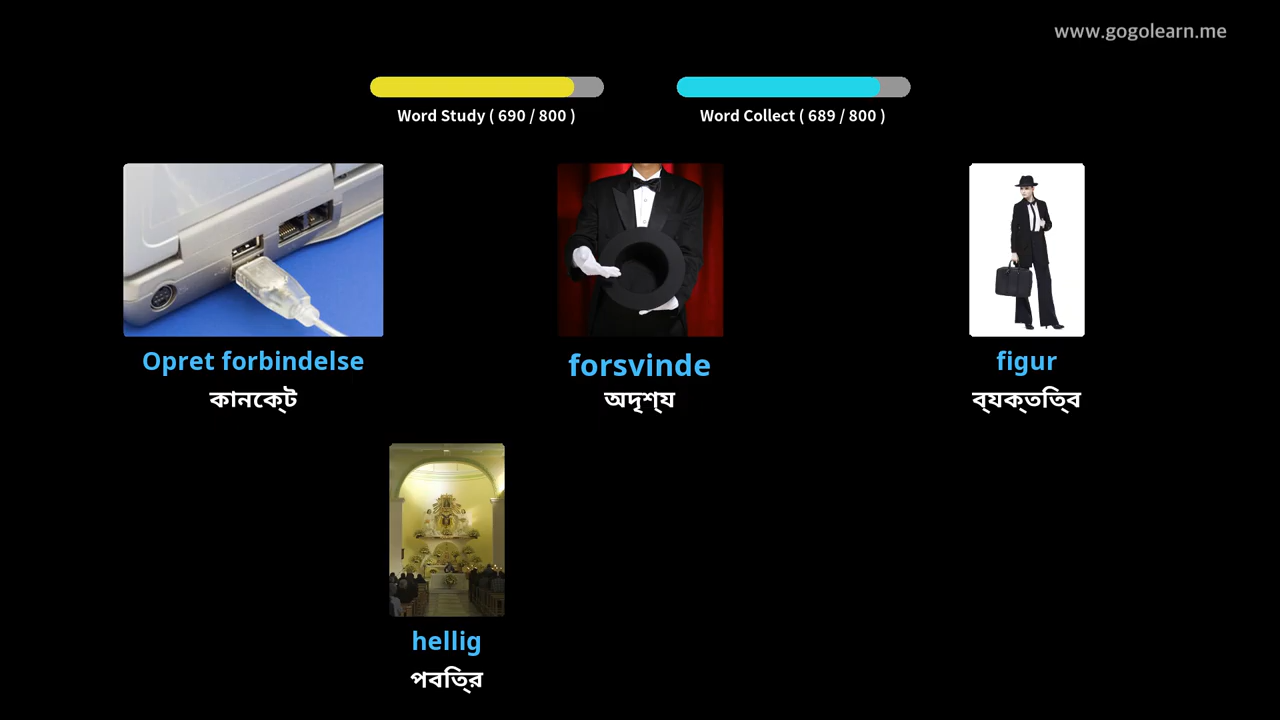 www.gogolearn.me
Word Study ( 690 / 800 )
Word Collect ( 689 / 800 )
Opret forbindelse
forsvinde
figur
কানক্টে
অদৃশ্য
ব্যক্তিত্ব
hellig
পবিত্র